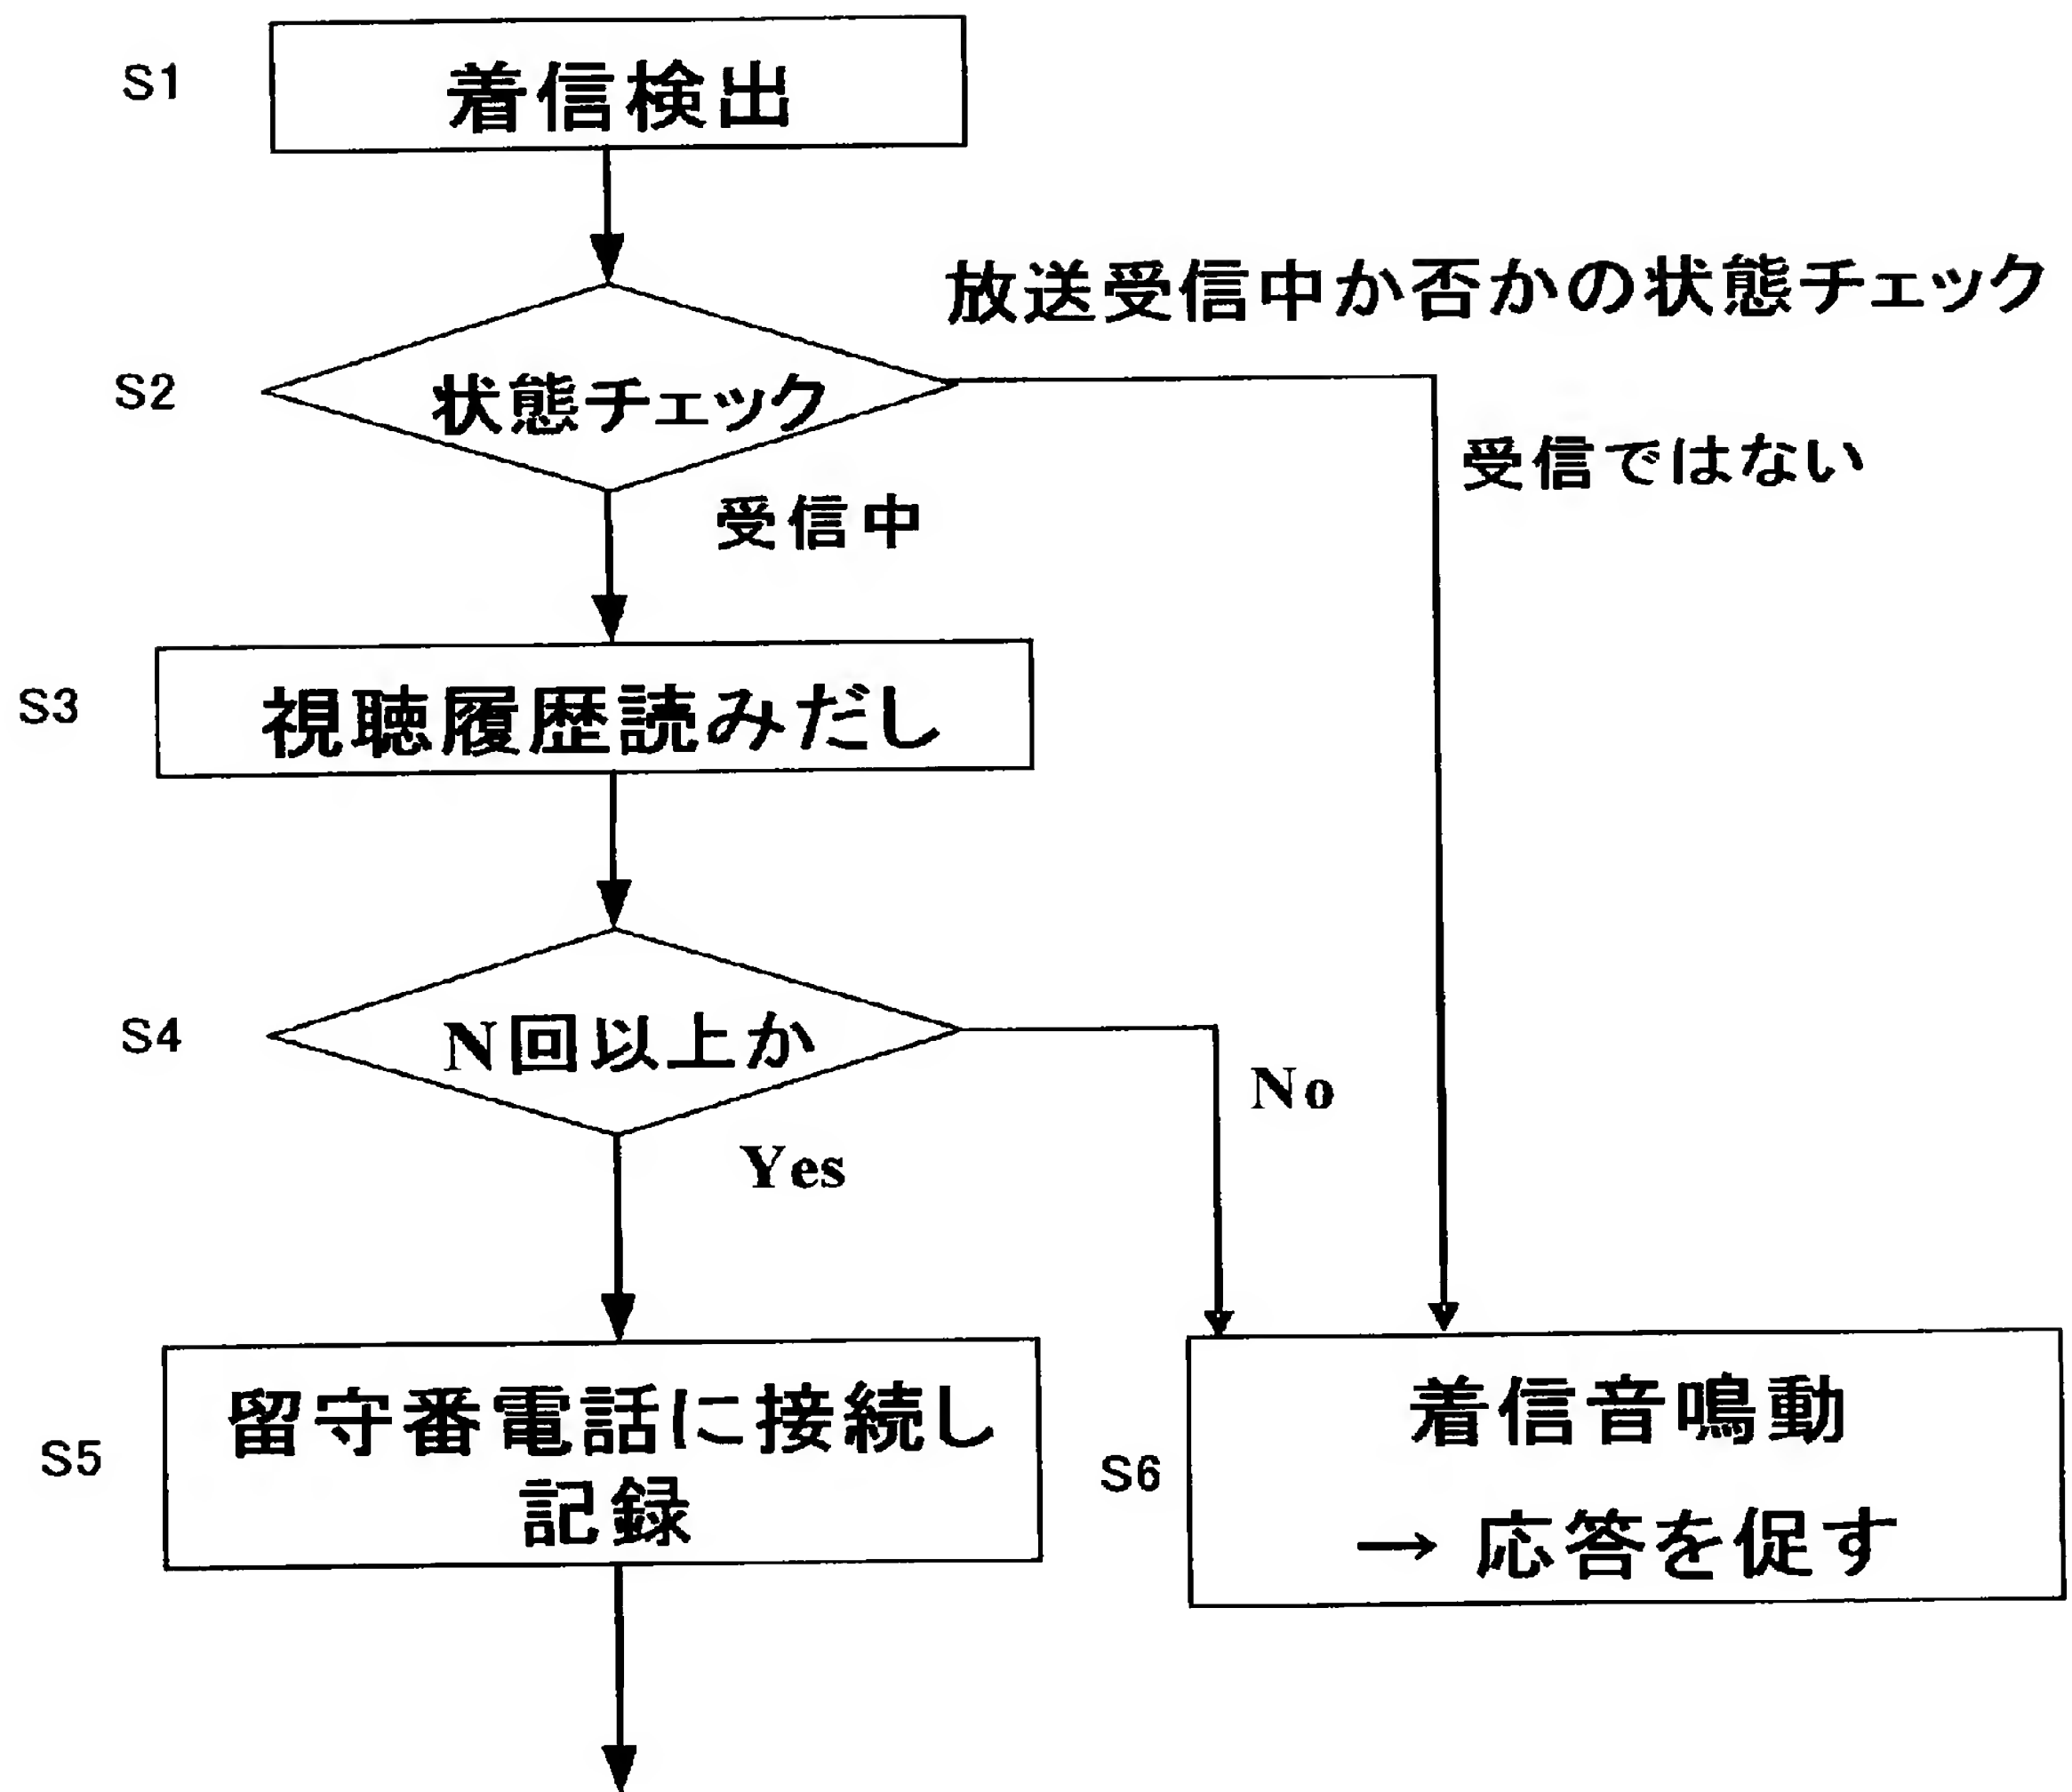 S1
着信検出
放送受信中か否かの状態チェック
S2
状態チェック
受信ではない
受信中
S3
視聴履歴読みだし
S4
N回以上か
No
Yes
S5
留守番電話に接続し
記録
S6
着信音鳴動
→ 応答を促す